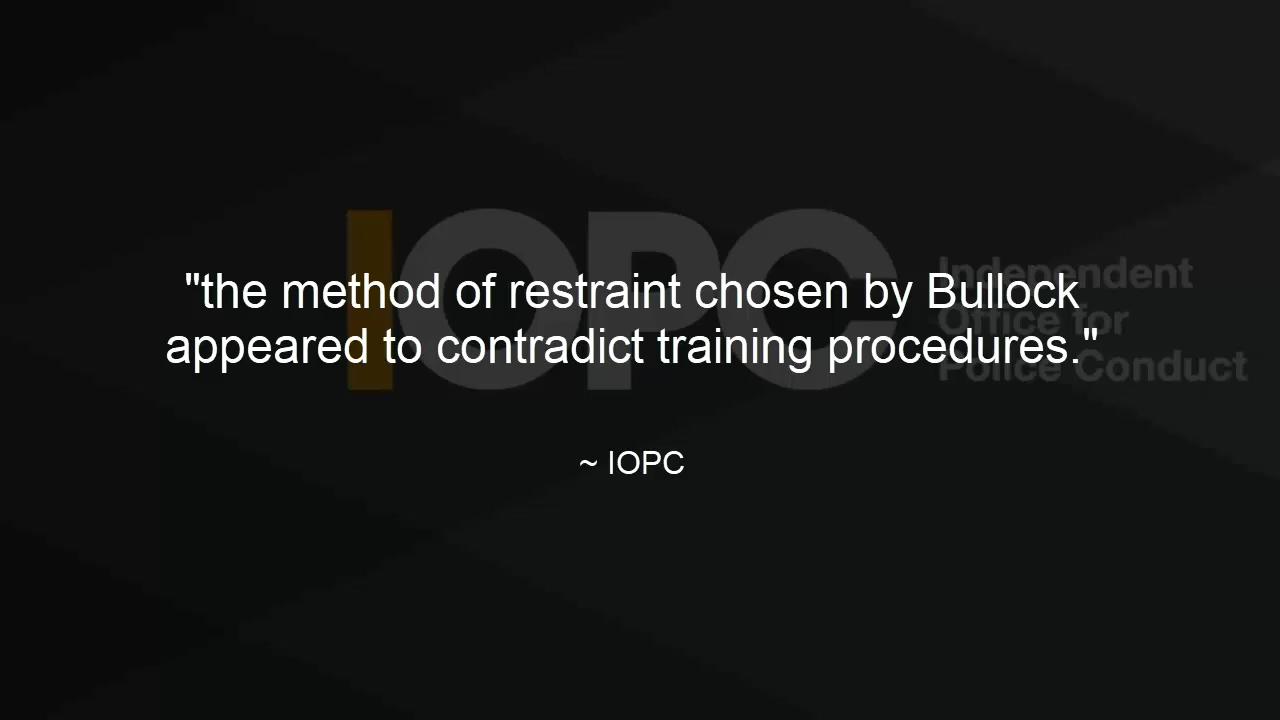 IOPC
Independent
Office for
Police Conduct
"the method of restraint chosen by Bullock
appeared to contradict training procedures."
~ IOPC